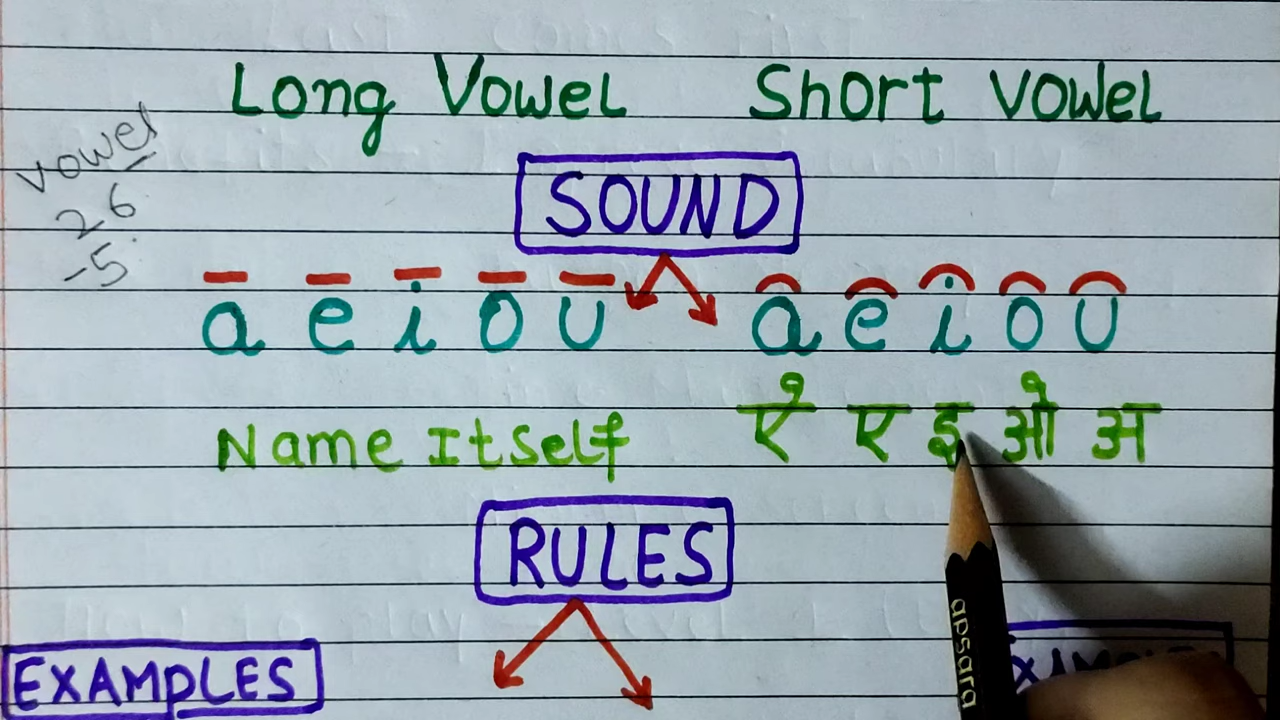 Long Vowel Short Vowel
Vowel
26
-5
SOUND
ā ē ī ō ū â ê î ô û
Name Itself ऐ ए इ ओ अ
RULES
EXAMPLES
apsara